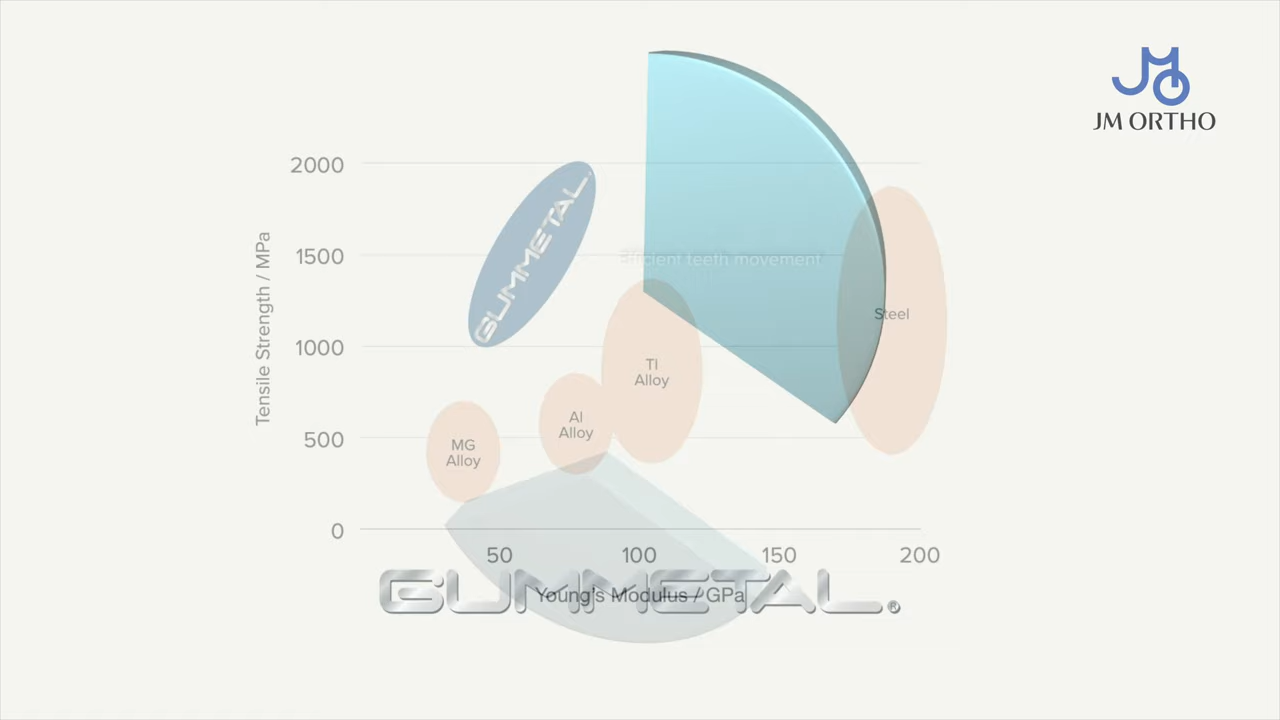 JM ORTHO
2000
1500
1000
500
0
Tensile Strength / MPa
GUMMETAL®
Efficient teeth movement
Steel
TI
Alloy
Al
Alloy
MG
Alloy
50
100
150
200
Young's Modulus / GPa
GUMMETAL®